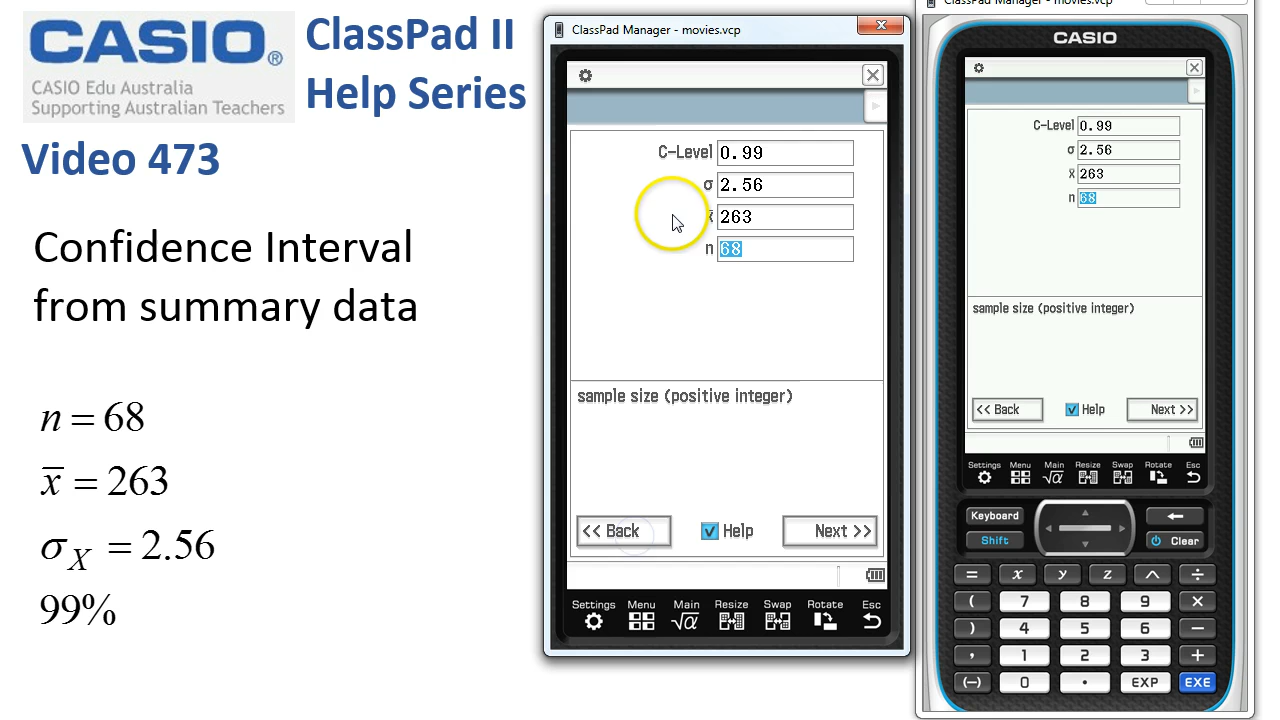 CASIO®
CASIO Edu Australia
Supporting Australian Teachers
ClassPad II
Help Series
Video 473
Confidence Interval
from summary data
n = 68
x̄ = 263
σX = 2.56
99%
ClassPad Manager - movies.vcp
C-Level 0.99
σ 2.56
x̄ 263
n 68
sample size (positive integer)
<< Back
Help
Next >>
Settings Menu Main Resize Swap Rotate Esc
ClassPad Manager - movies.vcp
CASIO
C-Level 0.99
σ 2.56
x̄ 263
n 68
sample size (positive integer)
<< Back
Help
Next >>
Settings Menu Main Resize Swap Rotate Esc
Keyboard
Shift
Clear
= x y z ^ ÷
( 7 8 9 ×
) 4 5 6 −
, 1 2 3 +
(−) 0 • EXP EXE